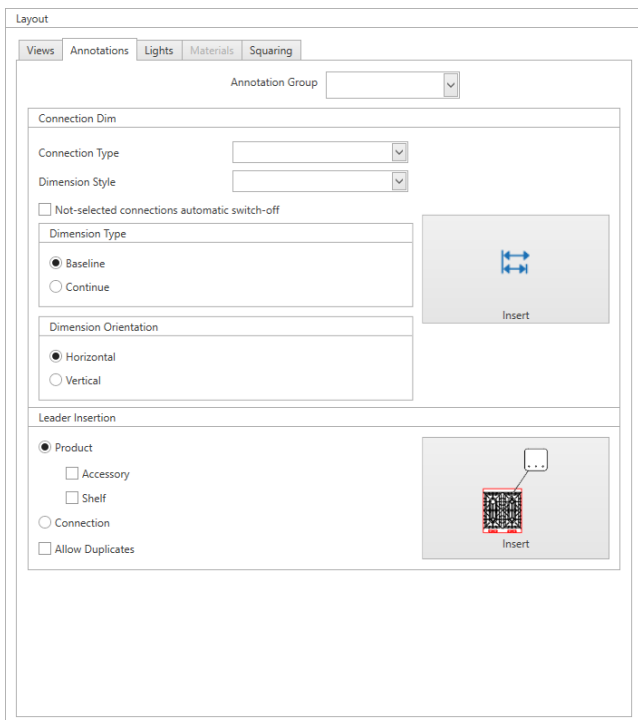 Layout
Views Annotations Lights Materials Squaring
Annotation Group
Connection Dim
Connection Type
Dimension Style
Not-selected connections automatic switch-off
Dimension Type
Baseline
Continue
Insert
Dimension Orientation
Horizontal
Vertical
Leader Insertion
Product
Accessory
Shelf
Connection
Allow Duplicates
...
Insert